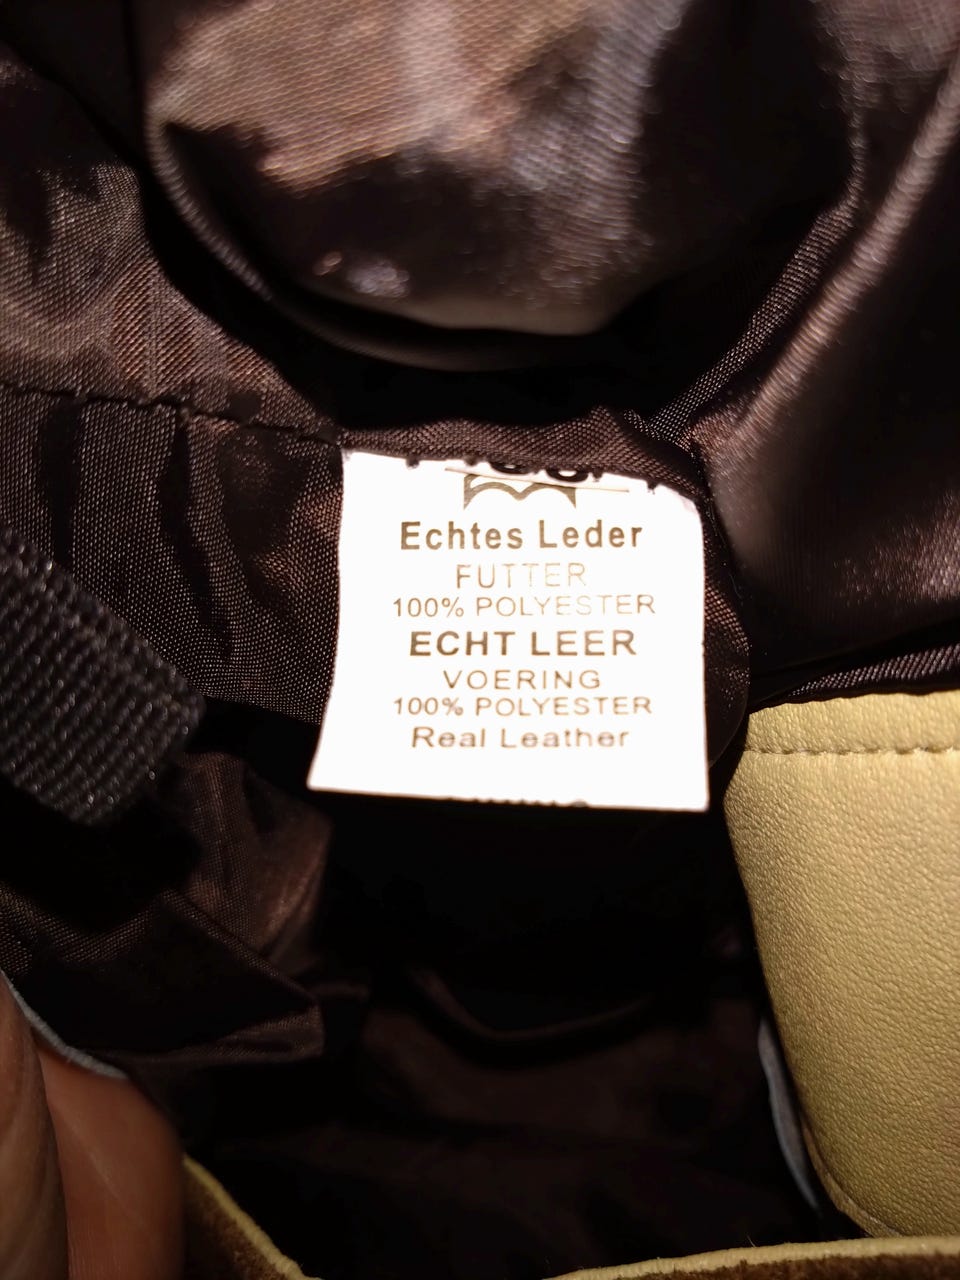 Echtes Leder
FUTTER
100% POLYESTER
ECHT LEER
VOERING
100% POLYESTER
Real Leather